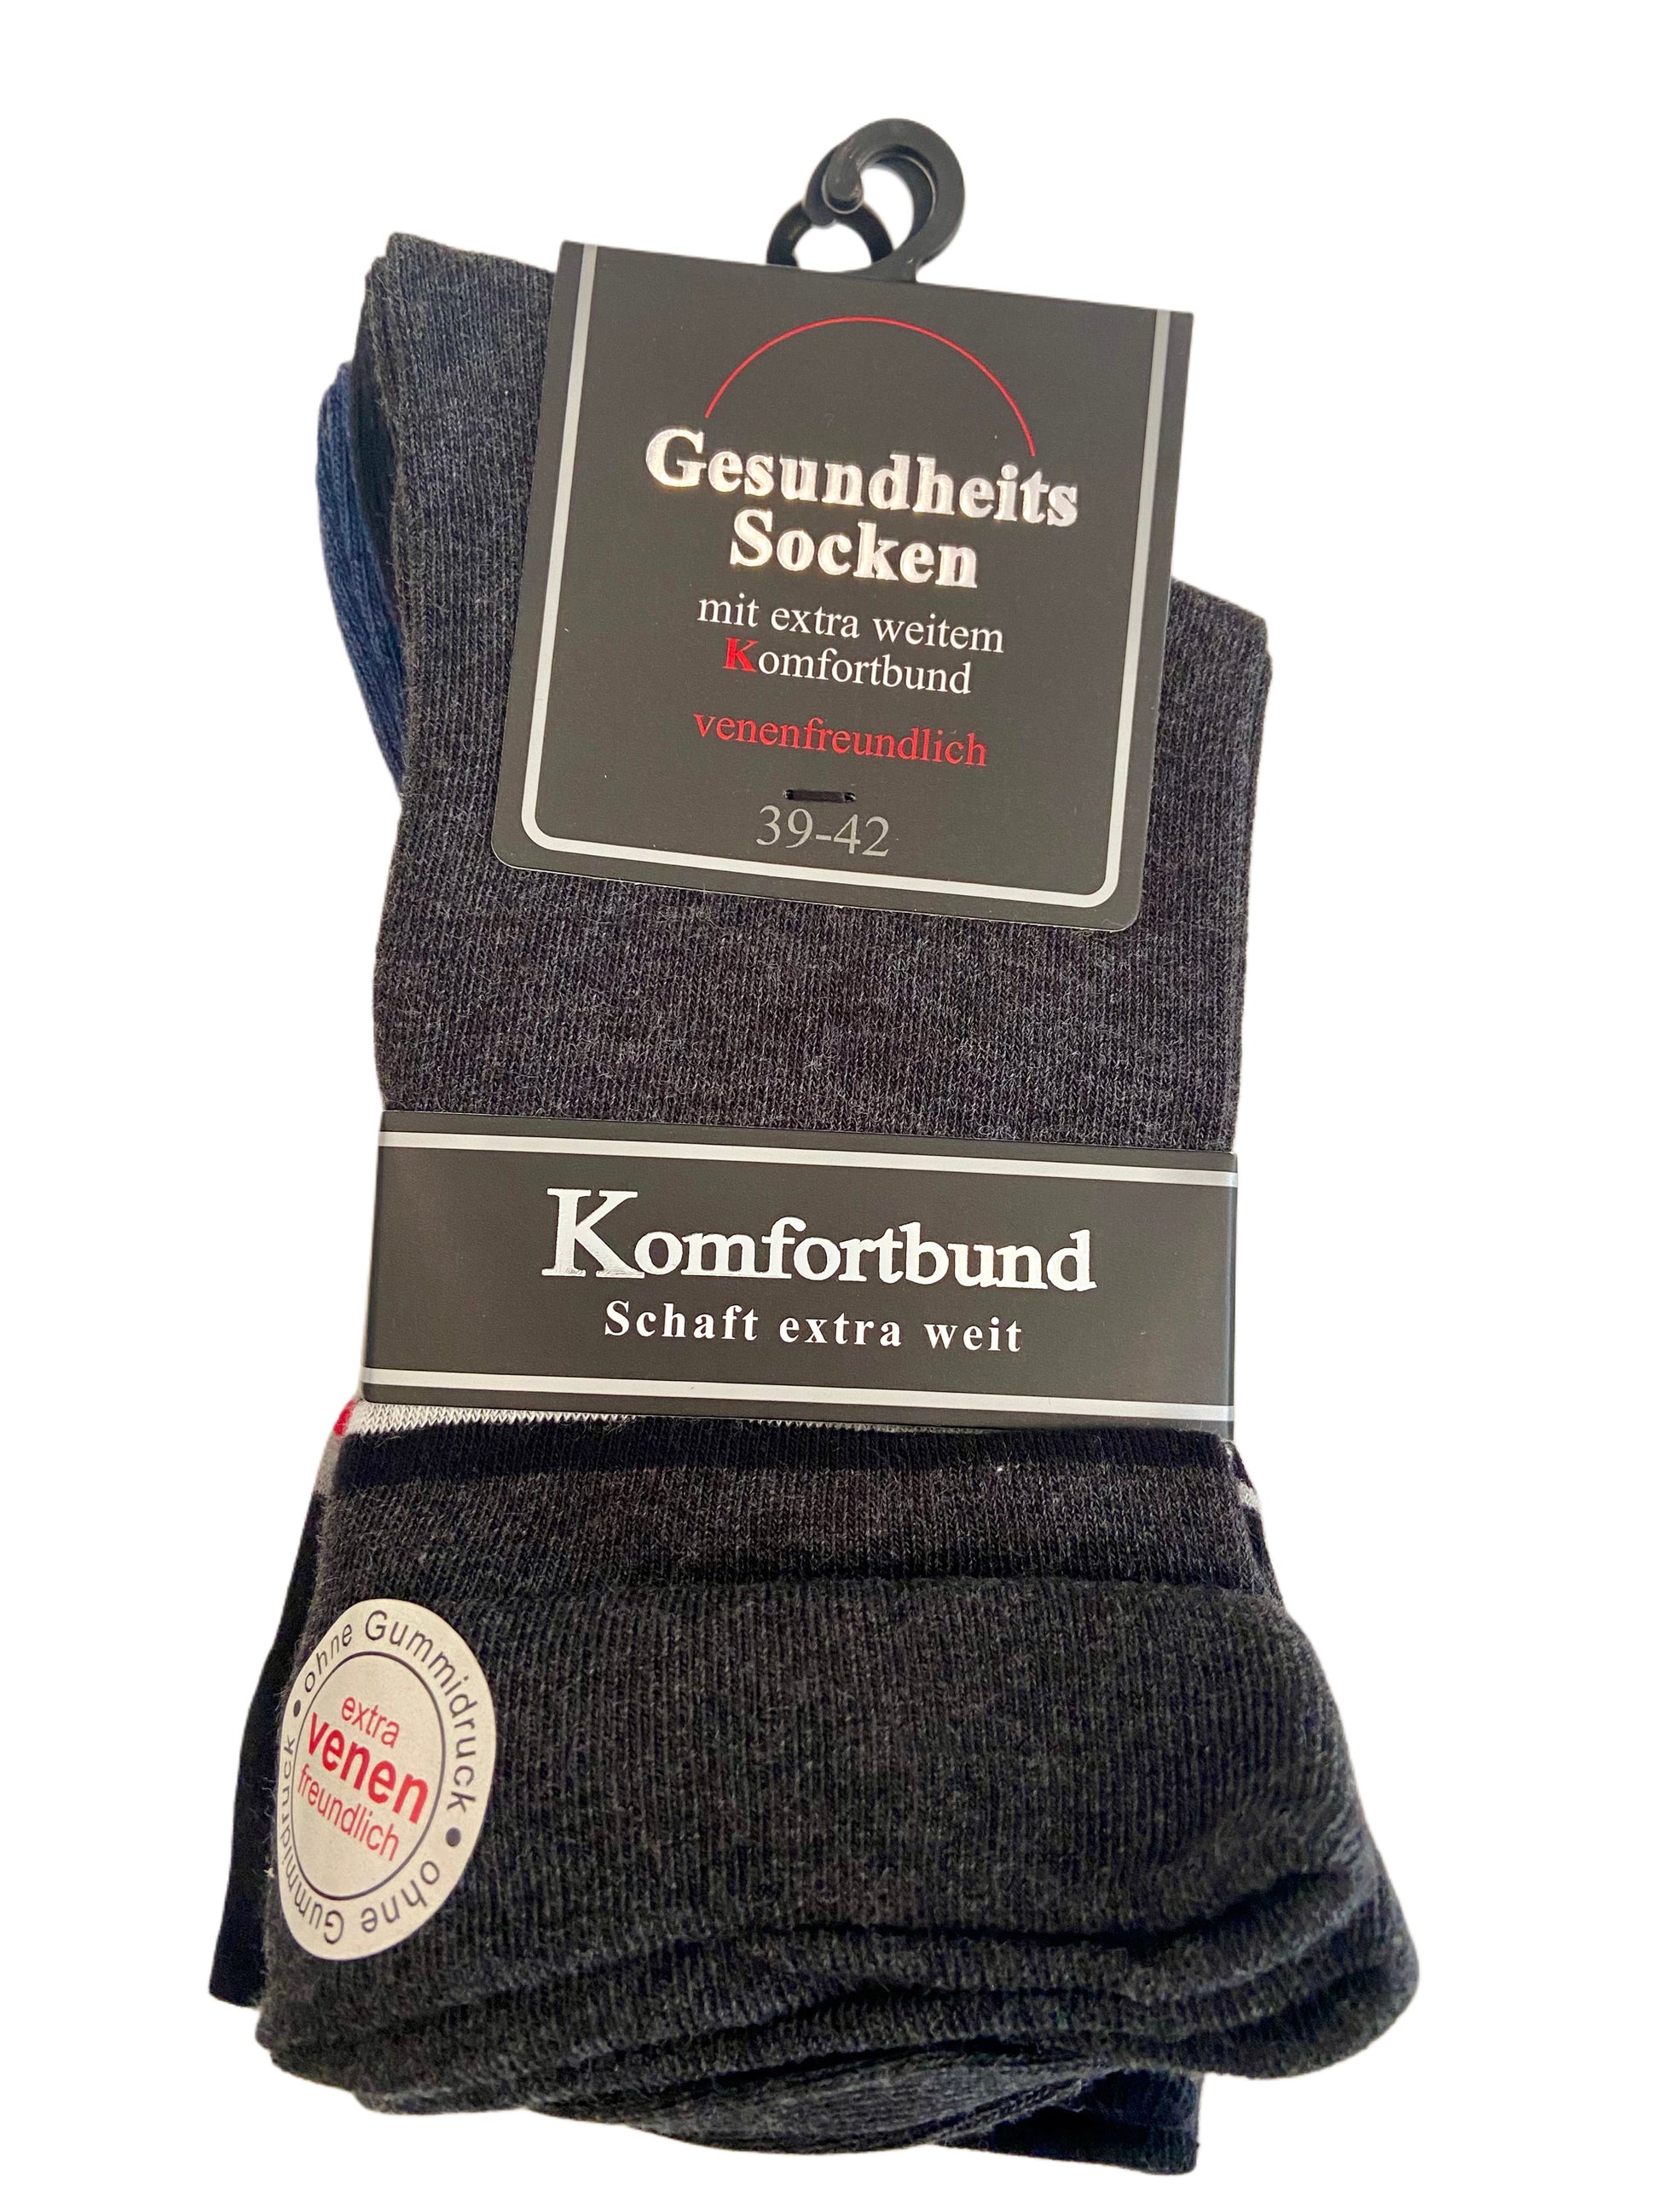 Gesundheits
Socken
mit extra weitem
Komfortbund
venenfreundlich
39-42
Komfortbund
Schaft extra weit
ohne Gummidruck • ohne Gummidruck •
extra
venen
freundlich